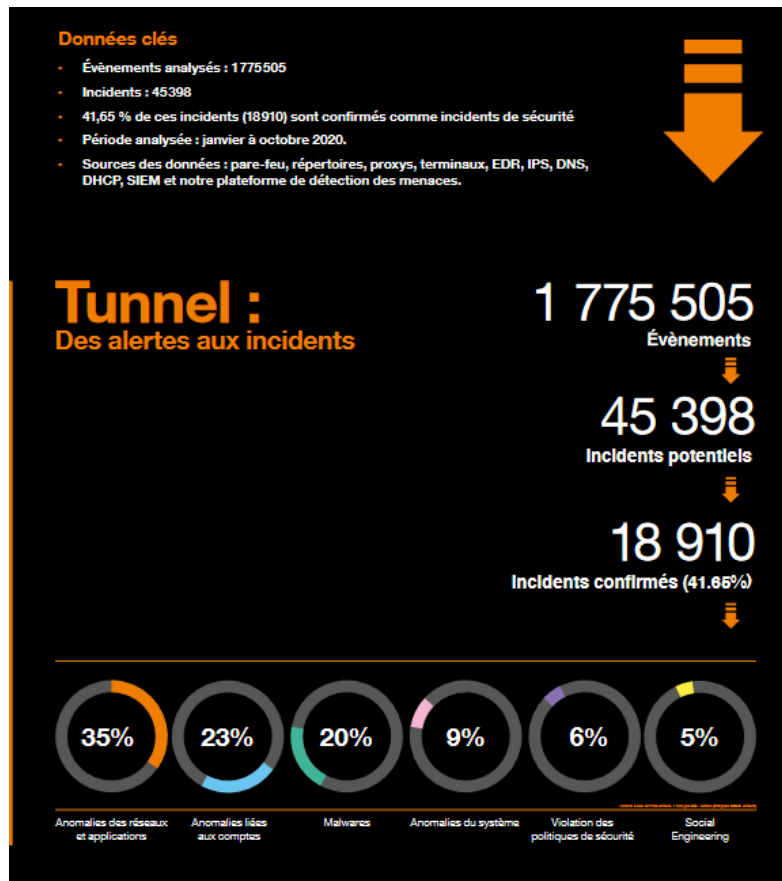 Données clés
- Évènements analysés : 1775505
- Incidents : 45398
- 41,65 % de ces incidents (18910) sont confirmés comme incidents de sécurité
- Période analysée : janvier à octobre 2020.
- Sources des données : pare-feu, répertoires, proxys, terminaux, EDR, IPS, DNS,
DHCP, SIEM et notre plateforme de détection des menaces.
Tunnel :
Des alertes aux incidents
1 775 505
Évènements
45 398
Incidents potentiels
18 910
Incidents confirmés (41.65%)
35%
23%
20%
9%
6%
5%
Anomalies des réseaux
et applications
Anomalies liées
aux comptes
Malwares
Anomalies du système
Violation des
politiques de sécurité
Social
Engineering